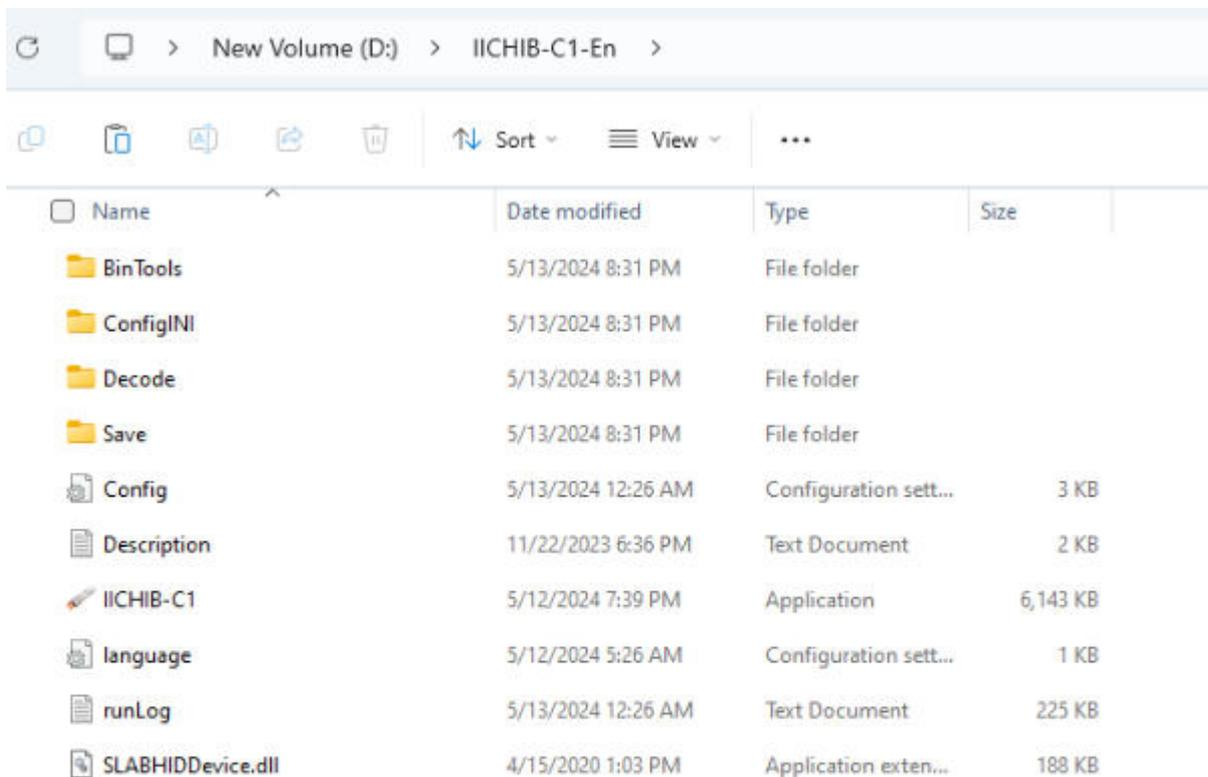 New Volume (D:) > IICHIB-C1-En >
Sort View ...
Name Date modified Type Size
BinTools 5/13/2024 8:31 PM File folder
ConfigINI 5/13/2024 8:31 PM File folder
Decode 5/13/2024 8:31 PM File folder
Save 5/13/2024 8:31 PM File folder
Config 5/13/2024 12:26 AM Configuration sett... 3 KB
Description 11/22/2023 6:36 PM Text Document 2 KB
IICHIB-C1 5/12/2024 7:39 PM Application 6,143 KB
language 5/12/2024 5:26 AM Configuration sett... 1 KB
runLog 5/13/2024 12:26 AM Text Document 225 KB
SLABHIDDevice.dll 4/15/2020 1:03 PM Application exten... 188 KB